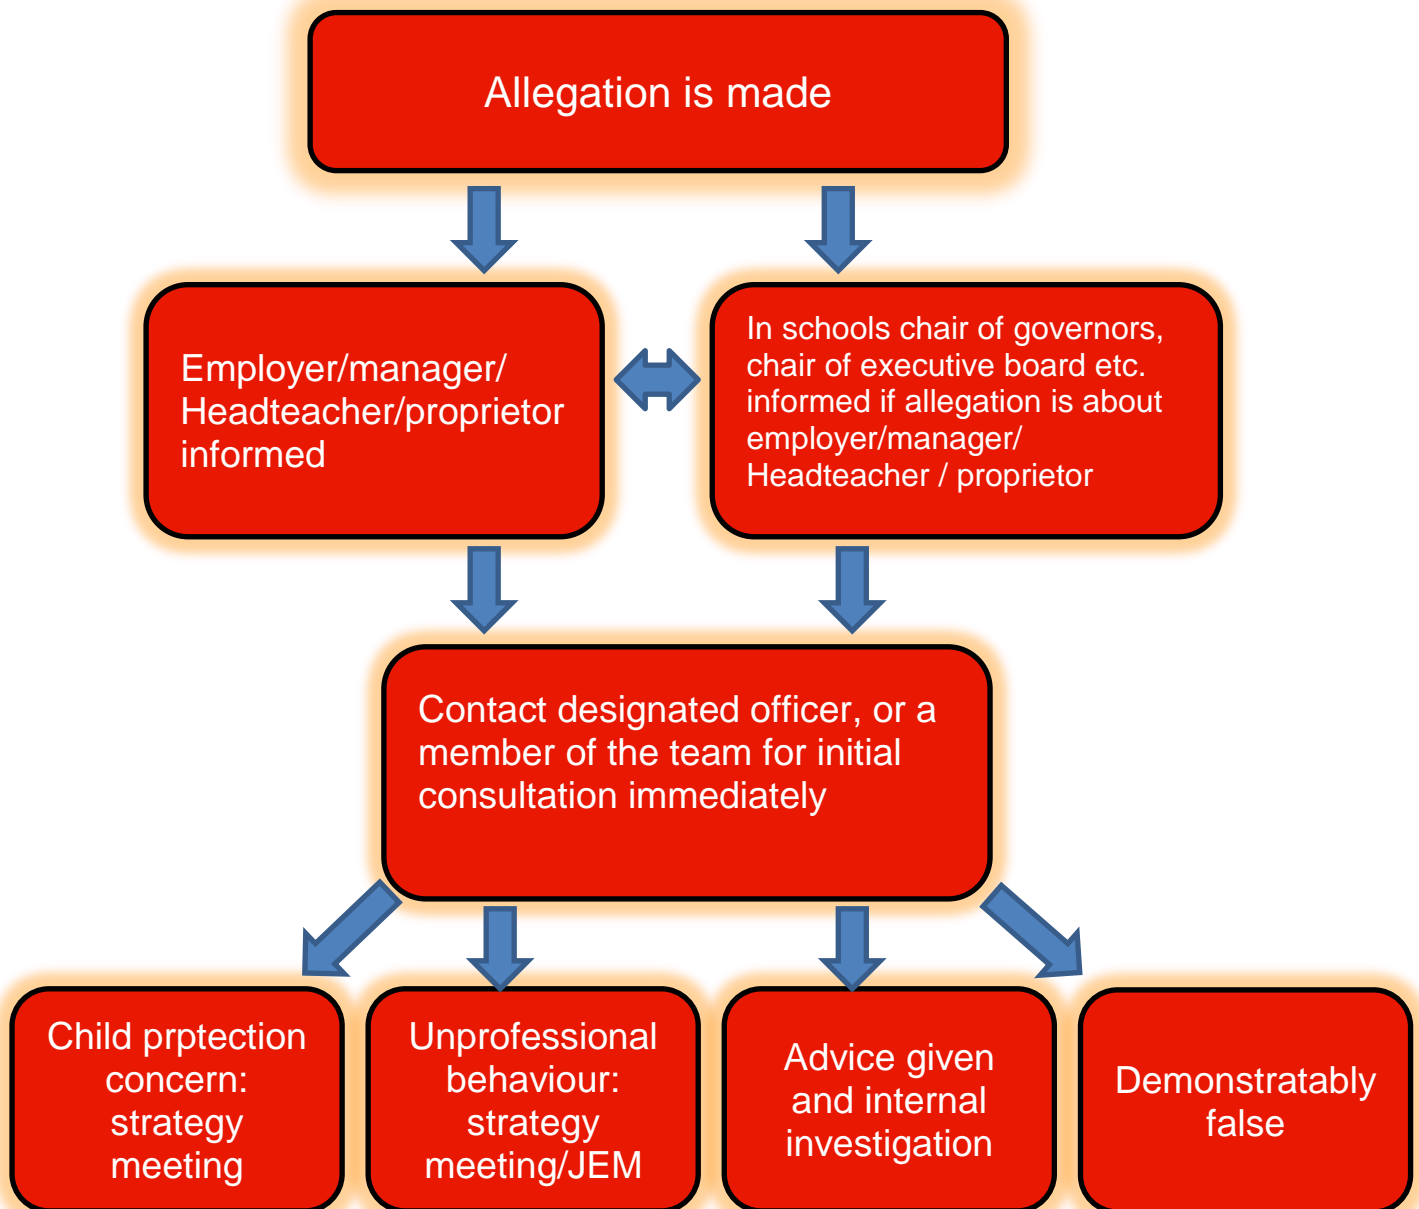 Allegation is made
Employer/manager/
Headteacher/proprietor
informed
In schools chair of governors,
chair of executive board etc.
informed if allegation is about
employer/manager/
Headteacher / proprietor
Contact designated officer, or a
member of the team for initial
consultation immediately
Child prptection
concern:
strategy
meeting
Unprofessional
behaviour:
strategy
meeting/JEM
Advice given
and internal
investigation
Demonstratably
false